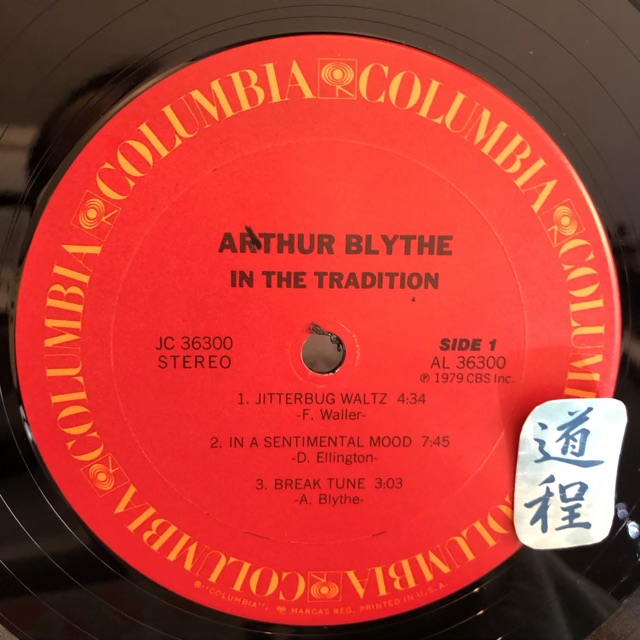 COLUMBIA COLUMBIA COLUMBIA COLUMBIA COLUMBIA COLUMBIA
ARTHUR BLYTHE
IN THE TRADITION
JC 36300
STEREO
SIDE 1
AL 36300
℗ 1979 CBS Inc.
1. JITTERBUG WALTZ 4:34
-F. Waller-
2. IN A SENTIMENTAL MOOD 7:45
-D. Ellington-
3. BREAK TUNE 3:03
-A. Blythe-
道程
"COLUMBIA", MARCAS REG. PRINTED IN U.S.A.